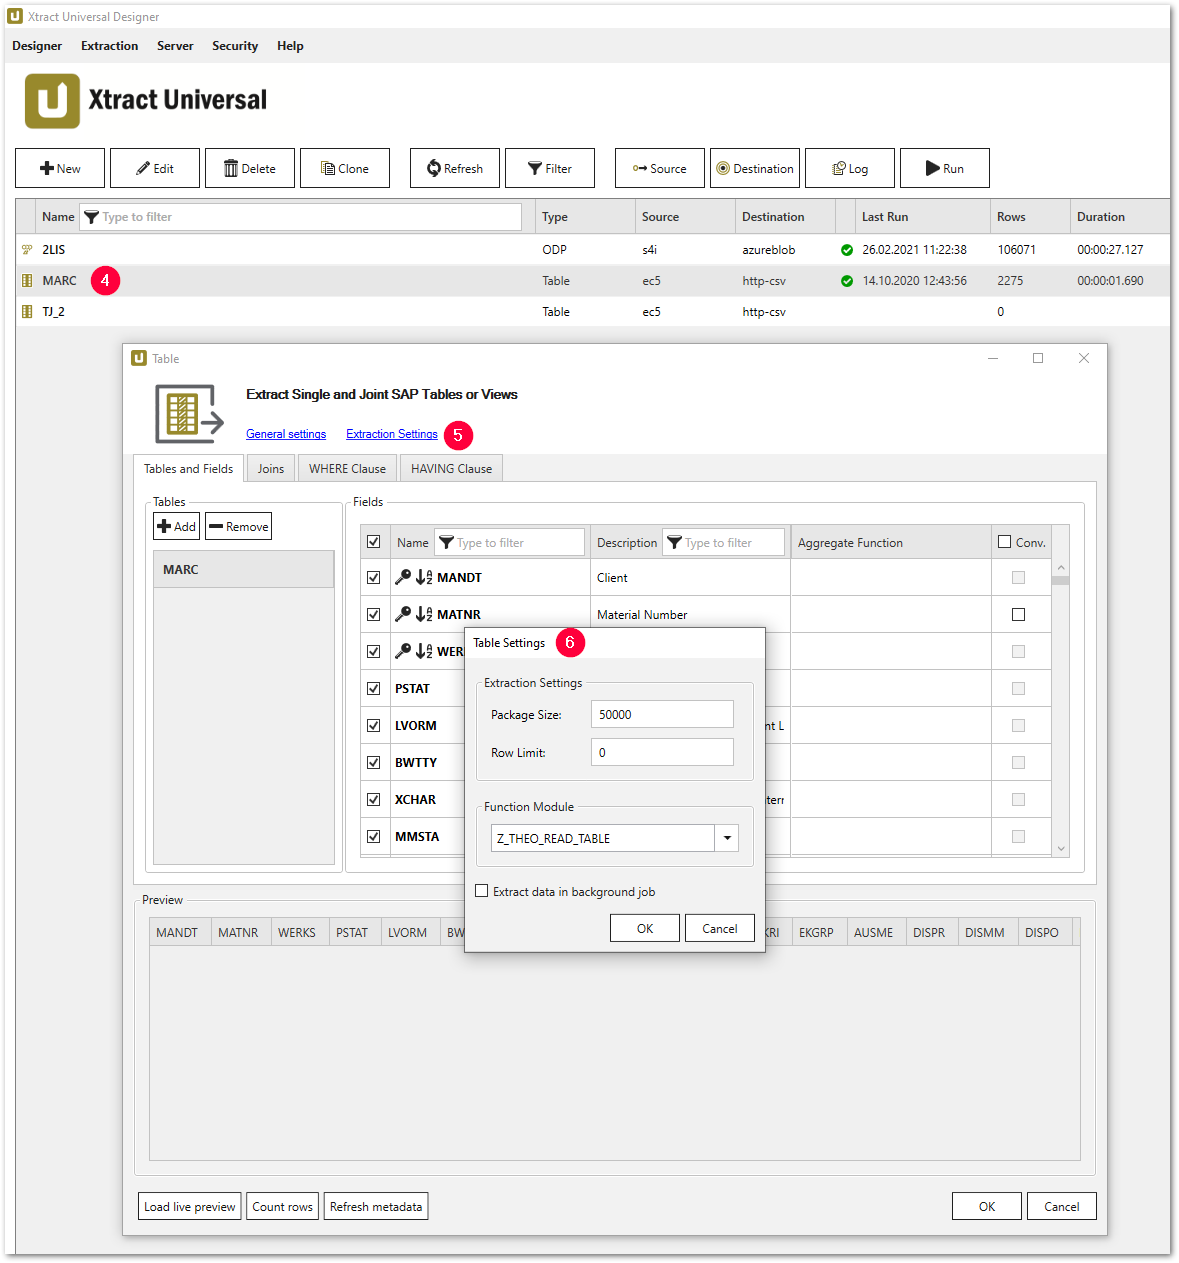 Xtract Universal Designer
Designer Extraction Server Security Help
Xtract Universal
New Edit Delete Clone Refresh Filter Source Destination Log Run
Name Type to filter Type Source Destination Last Run Rows Duration
2LIS ODP s4i azureblob 26.02.2021 11:22:38 106071 00:00:27.127
MARC 4 Table ec5 http-csv 14.10.2020 12:43:56 2275 00:00:01.690
TJ_2 Table ec5 http-csv 0
Table
Extract Single and Joint SAP Tables or Views
General settings Extraction Settings 5
Tables and Fields Joins WHERE Clause HAVING Clause
Tables Fields
Add Remove
Name Type to filter Description Type to filter Aggregate Function Conv.
MARC
MANDT Client
MATNR Material Number
WER
PSTAT
LVORM nt L
BWTTY
XCHAR tern
MMSTA
Table Settings 6
Extraction Settings
Package Size: 50000
Row Limit: 0
Function Module
Z_THEO_READ_TABLE
Extract data in background job
OK Cancel
Preview
MANDT MATNR WERKS PSTAT LVORM BW KRI EKGRP AUSME DISPR DISMM DISPO
Load live preview Count rows Refresh metadata OK Cancel